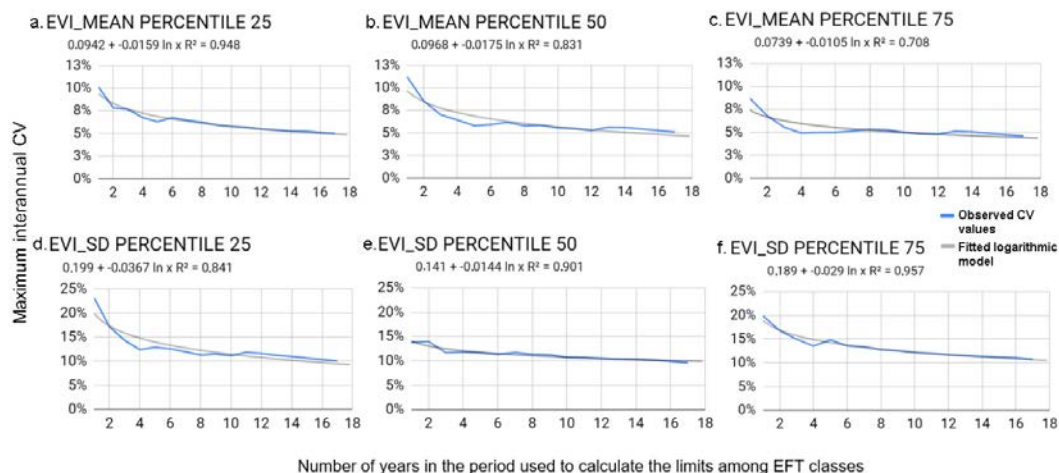 a. EVI_MEAN PERCENTILE 25
0.0942 + -0.0159 ln x R² = 0.948
13%
10%
8%
5%
3%
0%
2 4 6 8 10 12 14 16 18
b. EVI_MEAN PERCENTILE 50
0.0968 + -0.0175 ln x R² = 0.831
13%
10%
8%
5%
3%
0%
2 4 6 8 10 12 14 16 18
c. EVI_MEAN PERCENTILE 75
0.0739 + -0.0105 ln x R² = 0.708
13%
10%
8%
5%
3%
0%
2 4 6 8 10 12 14 16 18
Observed CV
values
Fitted logarithmic
model
Maximum interannual CV
d. EVI_SD PERCENTILE 25
0.199 + -0.0367 ln x R² = 0.841
25%
20%
15%
10%
5%
0%
2 4 6 8 10 12 14 16 18
e. EVI_SD PERCENTILE 50
0.141 + -0.0144 ln x R² = 0.901
25%
20%
15%
10%
5%
0%
2 4 6 8 10 12 14 16 18
f. EVI_SD PERCENTILE 75
0.189 + -0.029 ln x R² = 0.957
25%
20%
15%
10%
5%
0%
2 4 6 8 10 12 14 16 18
Number of years in the period used to calculate the limits among EFT classes